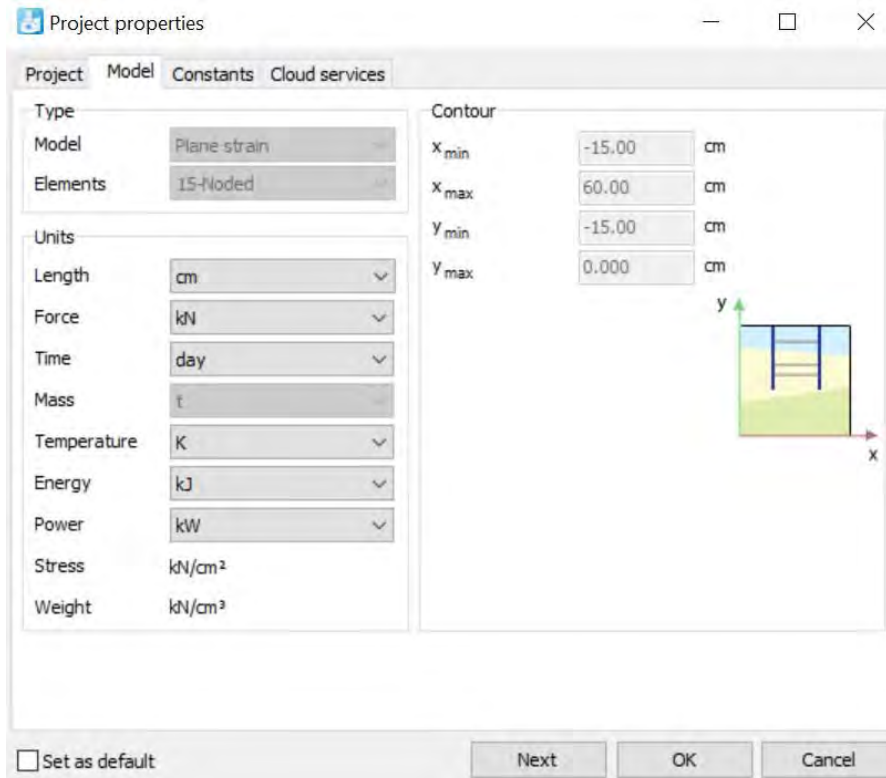 Project properties
Project Model Constants Cloud services
Type
Model Plane strain
Elements 15-Noded
Units
Length cm
Force kN
Time day
Mass t
Temperature K
Energy kJ
Power kW
Stress kN/cm²
Weight kN/cm³
Contour
x min -15.00 cm
x max 60.00 cm
y min -15.00 cm
y max 0.000 cm
y
x
Set as default
Next OK Cancel